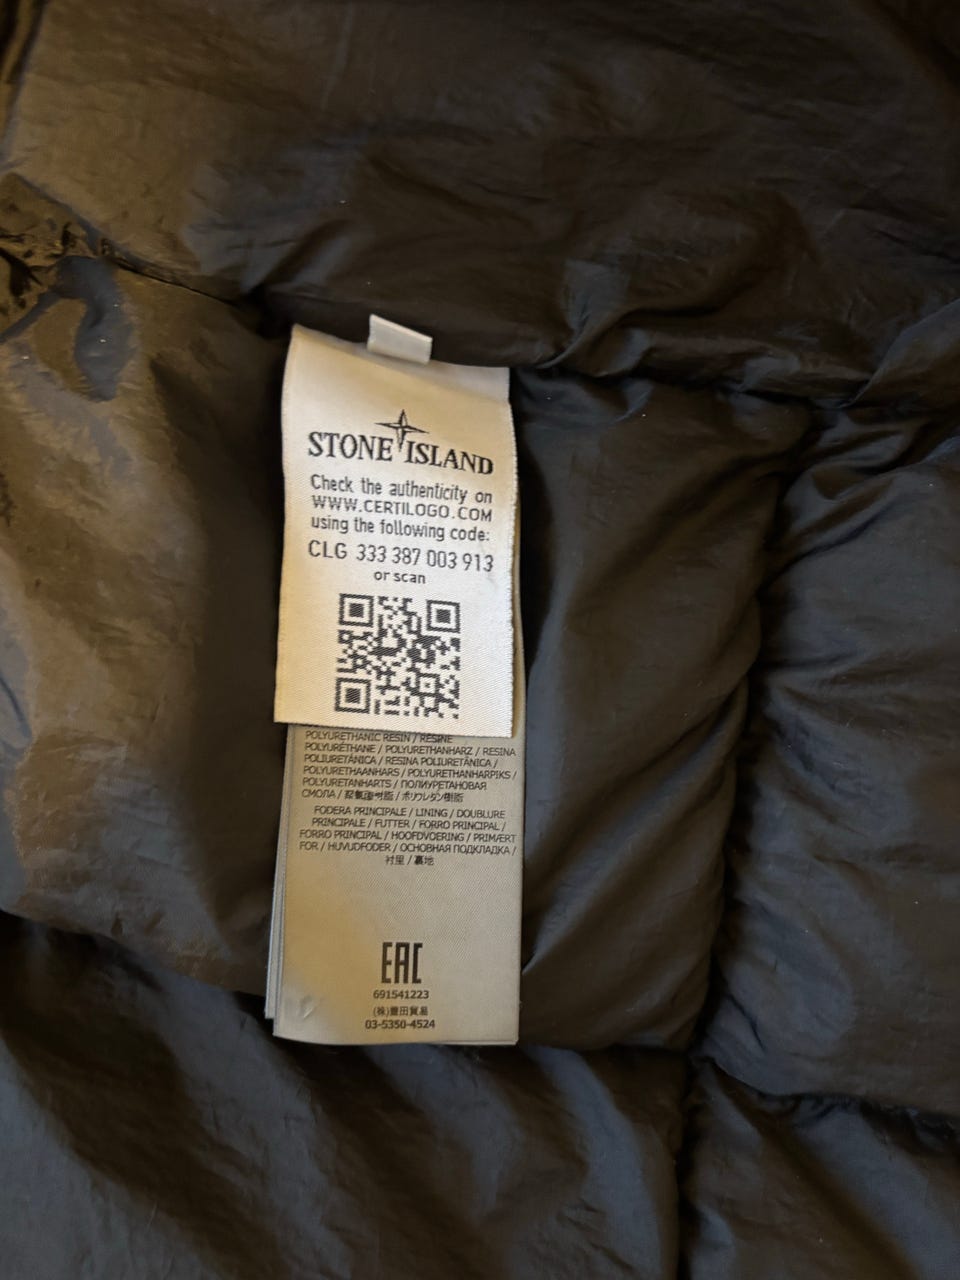 STONE ISLAND
Check the authenticity on
WWW.CERTILOGO.COM
using the following code:
CLG 333 387 003 913
or scan
POLYURETHANIC RESIN / RESINE
POLYURÉTHANE / POLYURETHANHARZ / RESINA
POLIURETÂNICA / RESINA POLIURETÂNICA /
POLYURETHAANHARS / POLYURETHANHARPIKS /
POLYURETANHARTS / ПОЛИУРЕТАНОВАЯ
СМОЛА / 聚氨酯树脂 / ポリウレタン樹脂
FODERA PRINCIPALE / LINING / DOUBLURE
PRINCIPALE / FUTTER / FORRO PRINCIPAL /
FORRO PRINCIPAL / HOOFDVOERING / PRIMÆRT
FOR / HUVUDFODER / ОСНОВНАЯ ПОДКЛАДКА /
衬里 / 裏地
EAC
691541223
(株)豊田貿易
03-5350-4524